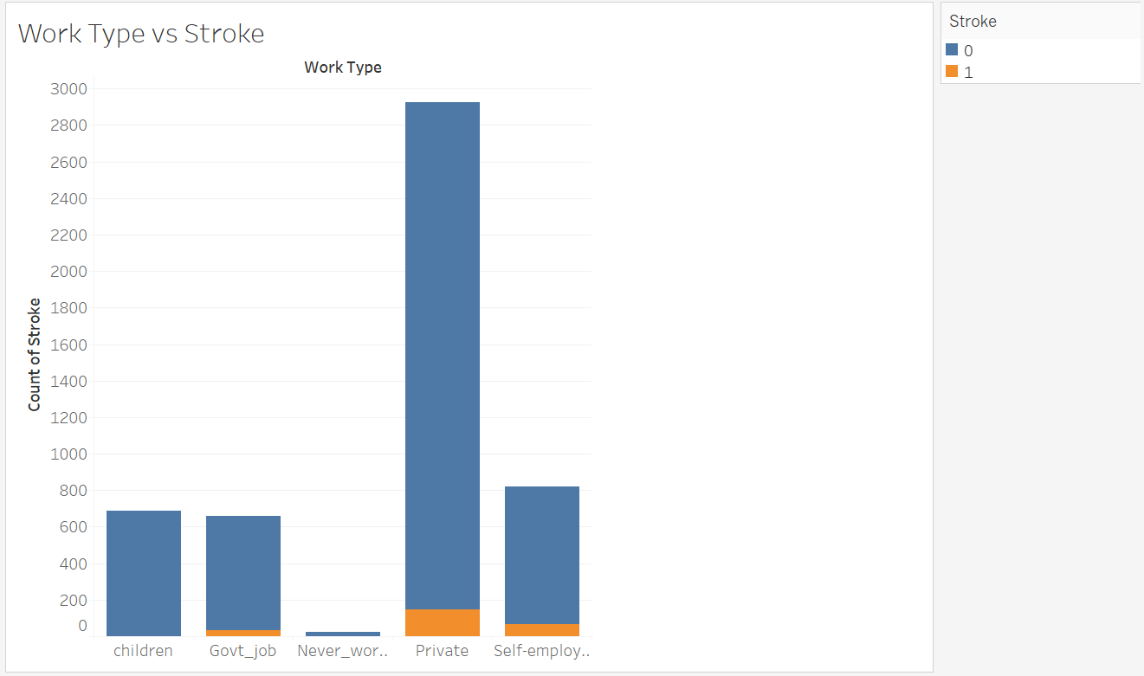 Work Type vs Stroke
Stroke
0
1
Work Type
3000
2800
2600
2400
2200
2000
1800
1600
1400
1200
1000
800
600
400
200
0
Count of Stroke
children
Govt_job
Never_wor..
Private
Self-employ..